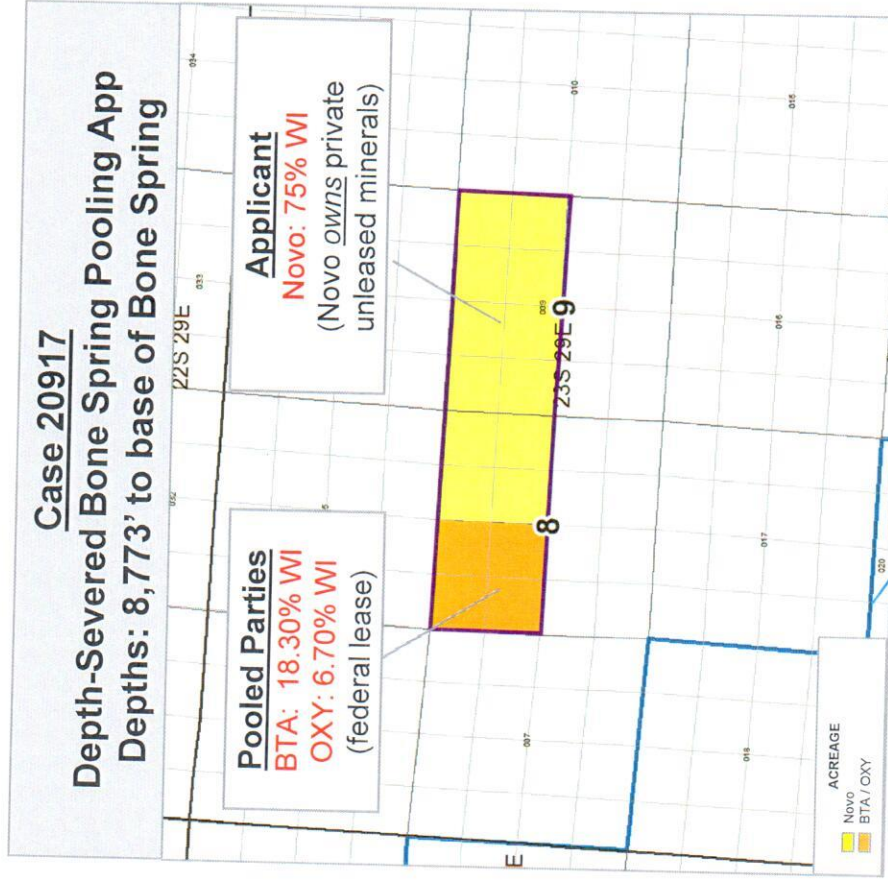 Case 20917
Depth-Severed Bone Spring Pooling App
Depths: 8,773' to base of Bone Spring
22S 29E
034
033
032
Applicant
Novo: 75% WI
(Novo owns private
unleased minerals)
Pooled Parties
BTA: 18.30% WI
OXY: 6.70% WI
(federal lease)
010
009
9
23S 29E
8
007
015
016
017
018
020
E
ACREAGE
Novo
BTA / OXY